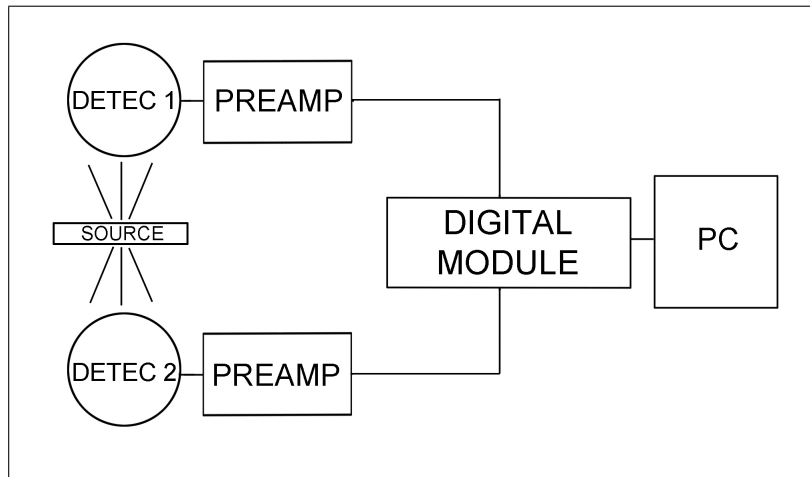 DETEC 1
PREAMP
SOURCE
DIGITAL
MODULE
PC
DETEC 2
PREAMP